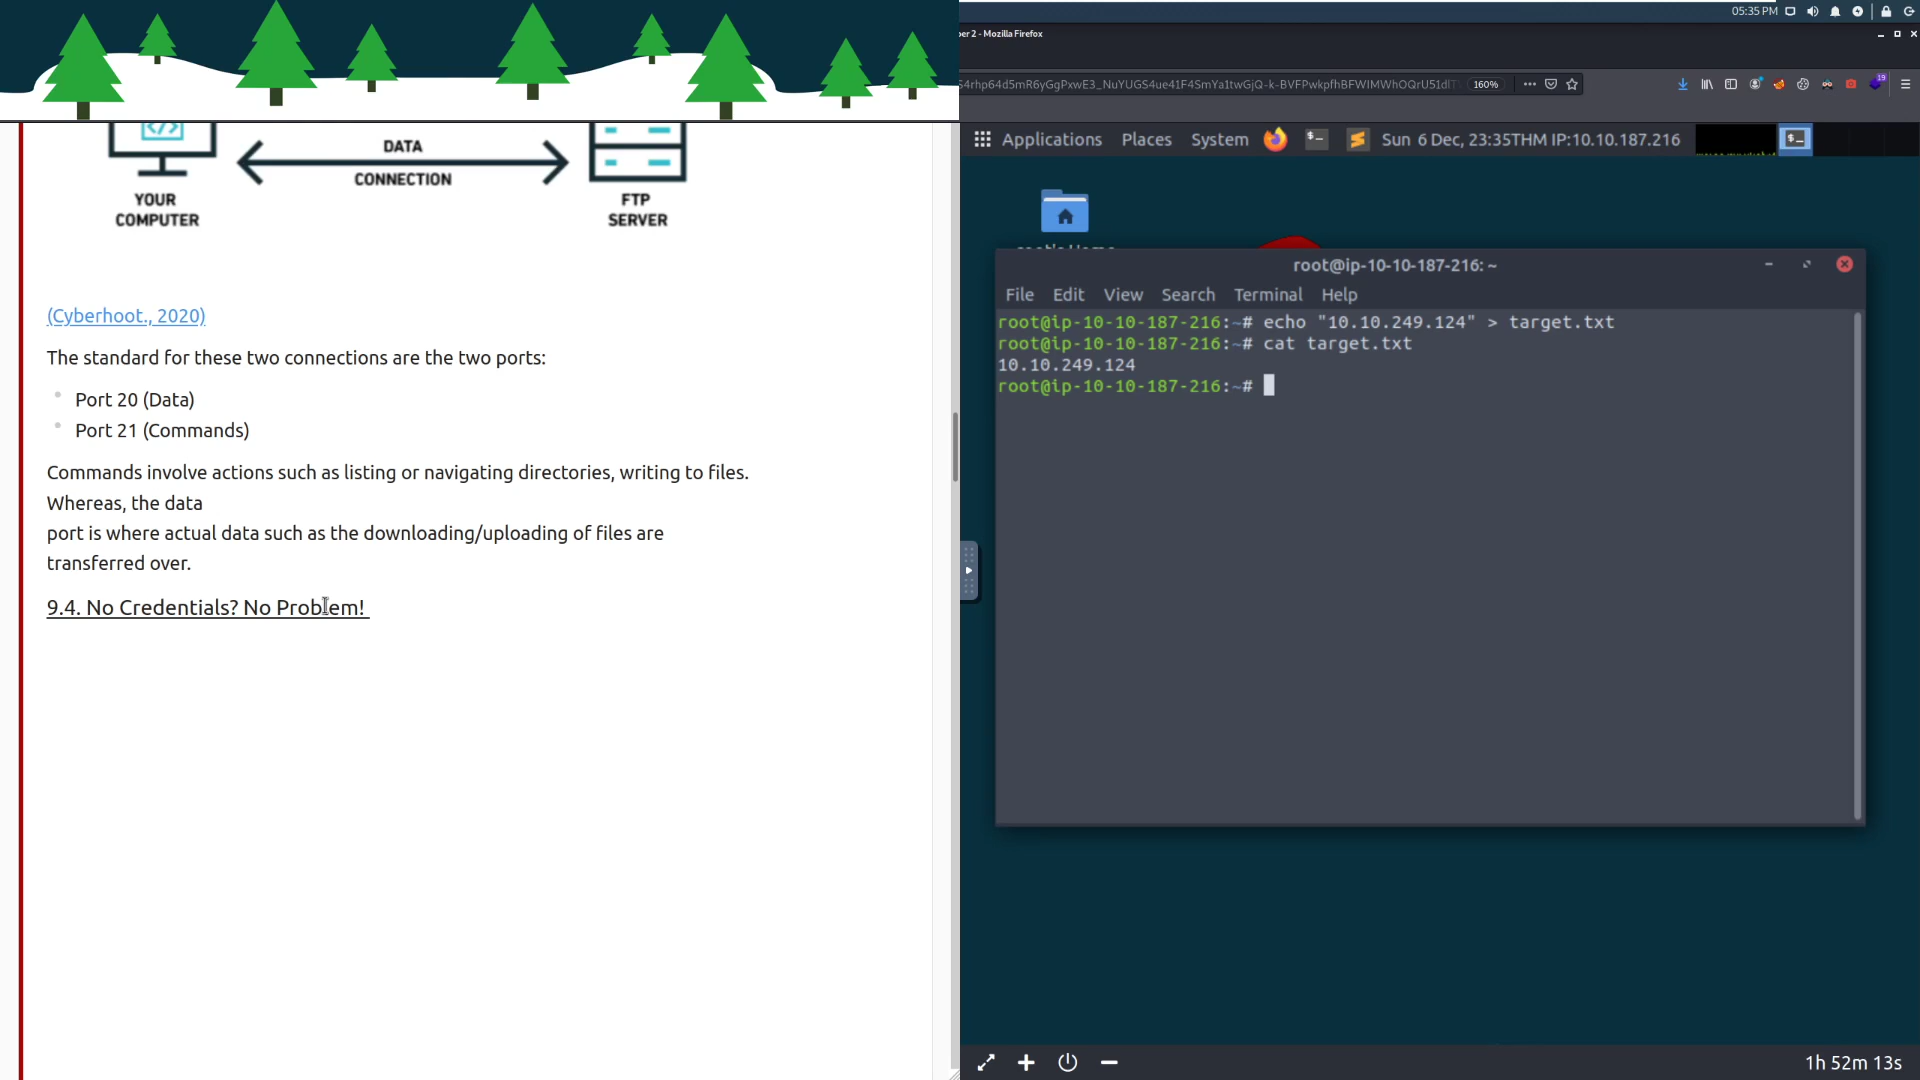 05:35 PM
per 2 - Mozilla Firefox
160%
19
DATA
CONNECTION
YOUR
COMPUTER
FTP
SERVER
(Cyberhoot., 2020)
The standard for these two connections are the two ports:
Port 20 (Data)
Port 21 (Commands)
Commands involve actions such as listing or navigating directories, writing to files.
Whereas, the data
port is where actual data such as the downloading/uploading of files are
transferred over.
9.4. No Credentials? No Problem!
Applications Places System Sun 6 Dec, 23:35 THM IP:10.10.187.216
root@ip-10-10-187-216: ~
File Edit View Search Terminal Help
root@ip-10-10-187-216:~# echo "10.10.249.124" > target.txt
root@ip-10-10-187-216:~# cat target.txt
10.10.249.124
root@ip-10-10-187-216:~#
1h 52m 13s